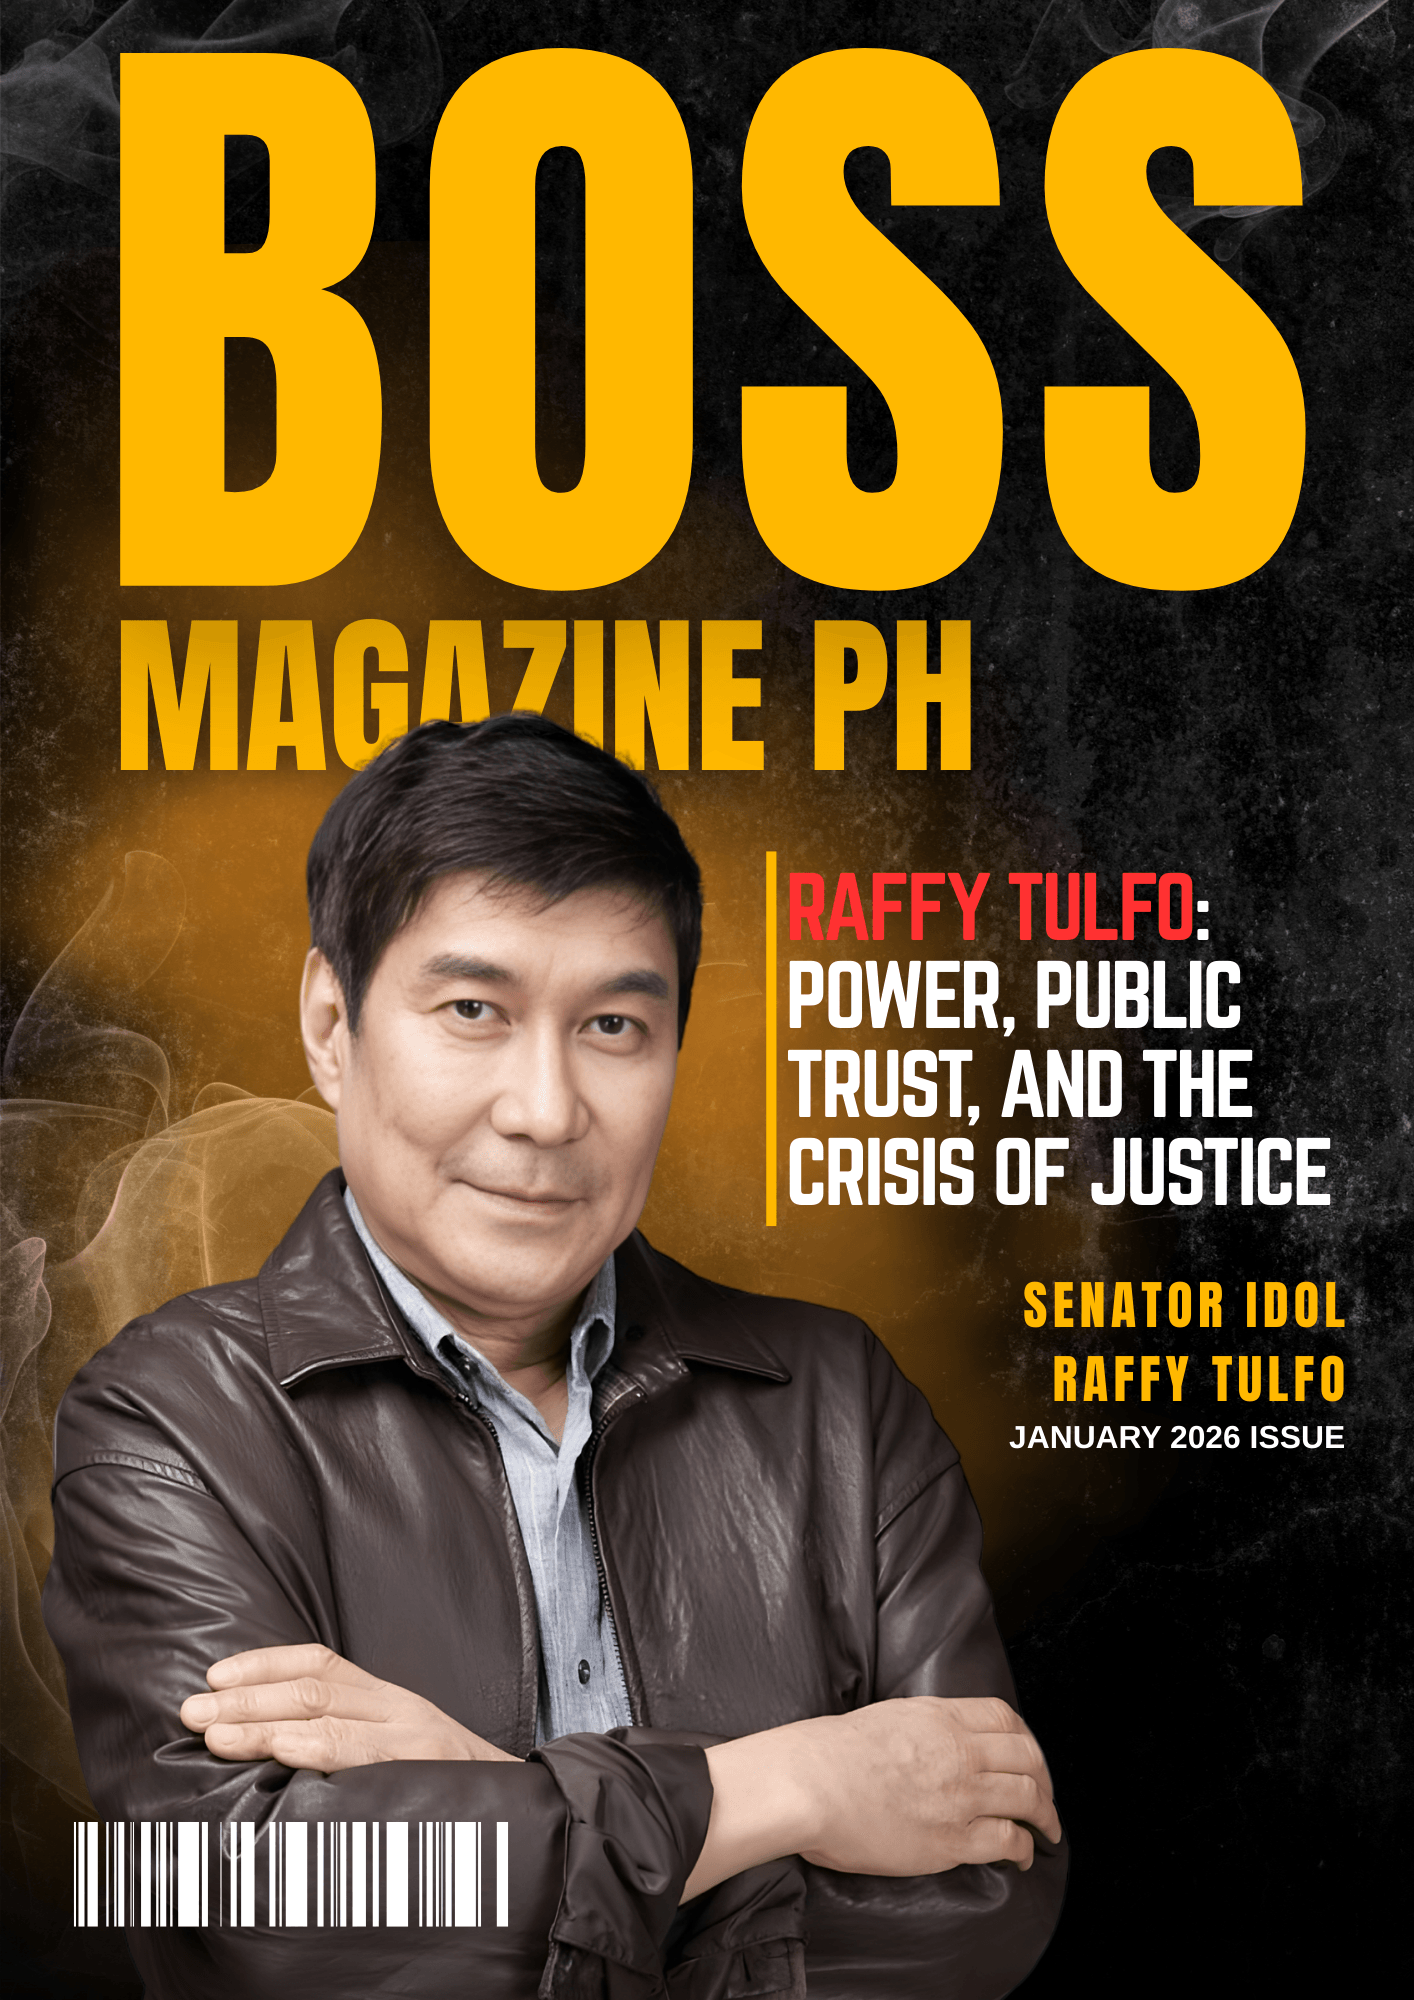 BOSS
MAGAZINE PH
RAFFY TULFO:
POWER, PUBLIC
TRUST, AND THE
CRISIS OF JUSTICE
SENATOR IDOL
RAFFY TULFO
JANUARY 2026 ISSUE